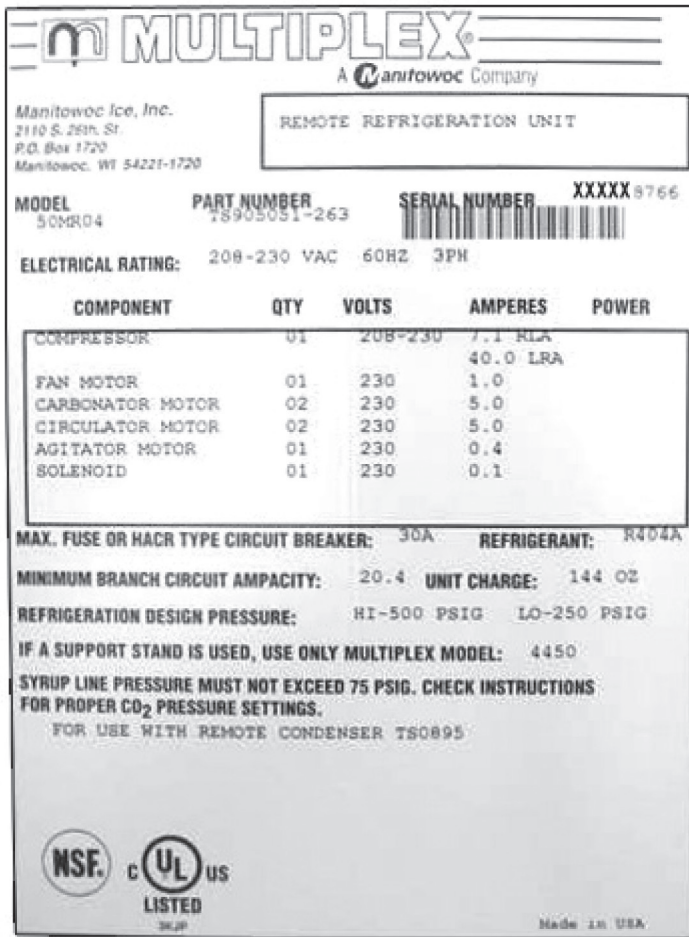 MULTIPLEX®
A Manitowoc Company
Manitowoc Ice, Inc.
2110 S. 26th. St.
P.O. Box 1720
Manitowoc, WI 54221-1720
REMOTE REFRIGERATION UNIT
MODEL PART NUMBER SERIAL NUMBER XXXXX8766
50MR04 TS905051-263
ELECTRICAL RATING: 208-230 VAC 60HZ 3PH
COMPONENT QTY VOLTS AMPERES POWER
COMPRESSOR 01 208-230 7.1 RLA
40.0 LRA
FAN MOTOR 01 230 1.0
CARBONATOR MOTOR 02 230 5.0
CIRCULATOR MOTOR 02 230 5.0
AGITATOR MOTOR 01 230 0.4
SOLENOID 01 230 0.1
MAX. FUSE OR HACR TYPE CIRCUIT BREAKER: 30A REFRIGERANT: R404A
MINIMUM BRANCH CIRCUIT AMPACITY: 20.4 UNIT CHARGE: 144 OZ
REFRIGERATION DESIGN PRESSURE: HI-500 PSIG LO-250 PSIG
IF A SUPPORT STAND IS USED, USE ONLY MULTIPLEX MODEL: 4450
SYRUP LINE PRESSURE MUST NOT EXCEED 75 PSIG. CHECK INSTRUCTIONS
FOR PROPER CO2 PRESSURE SETTINGS.
FOR USE WITH REMOTE CONDENSER TS0895
NSF. C UL US
LISTED
Made in USA